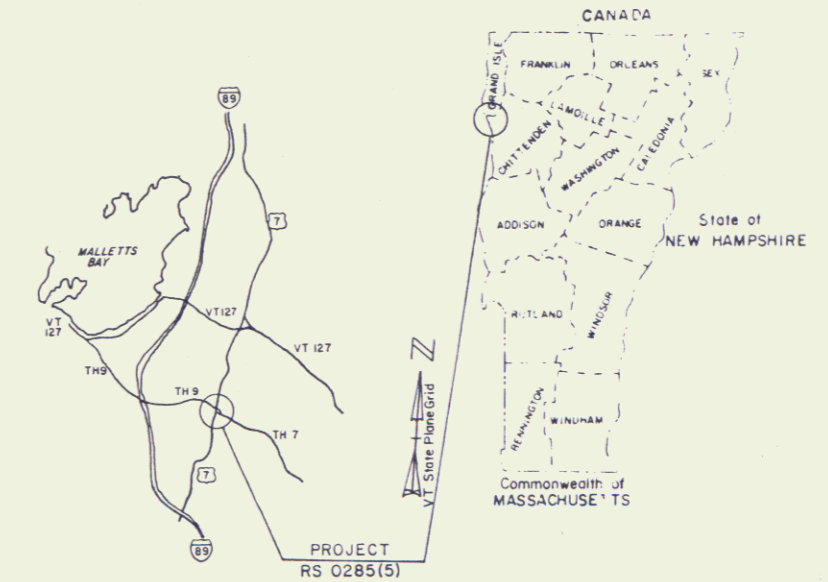 CANADA
GRAND ISLE
FRANKLIN
ORLEANS
SEX
LAMOILLE
CHITTENDEN
CALEDONIA
WASHINGTON
ADDISON
ORANGE
State of
NEW HAMPSHIRE
RUTLAND
WINDSOR
BENNINGTON
WINDHAM
Commonwealth of
MASSACHUSE TS
89
7
MALLETTS
BAY
VT
127
VT127
VT 127
TH9
TH 9
TH 7
7
89
N
VT State Plane Grid
PROJECT
RS 0285(5)